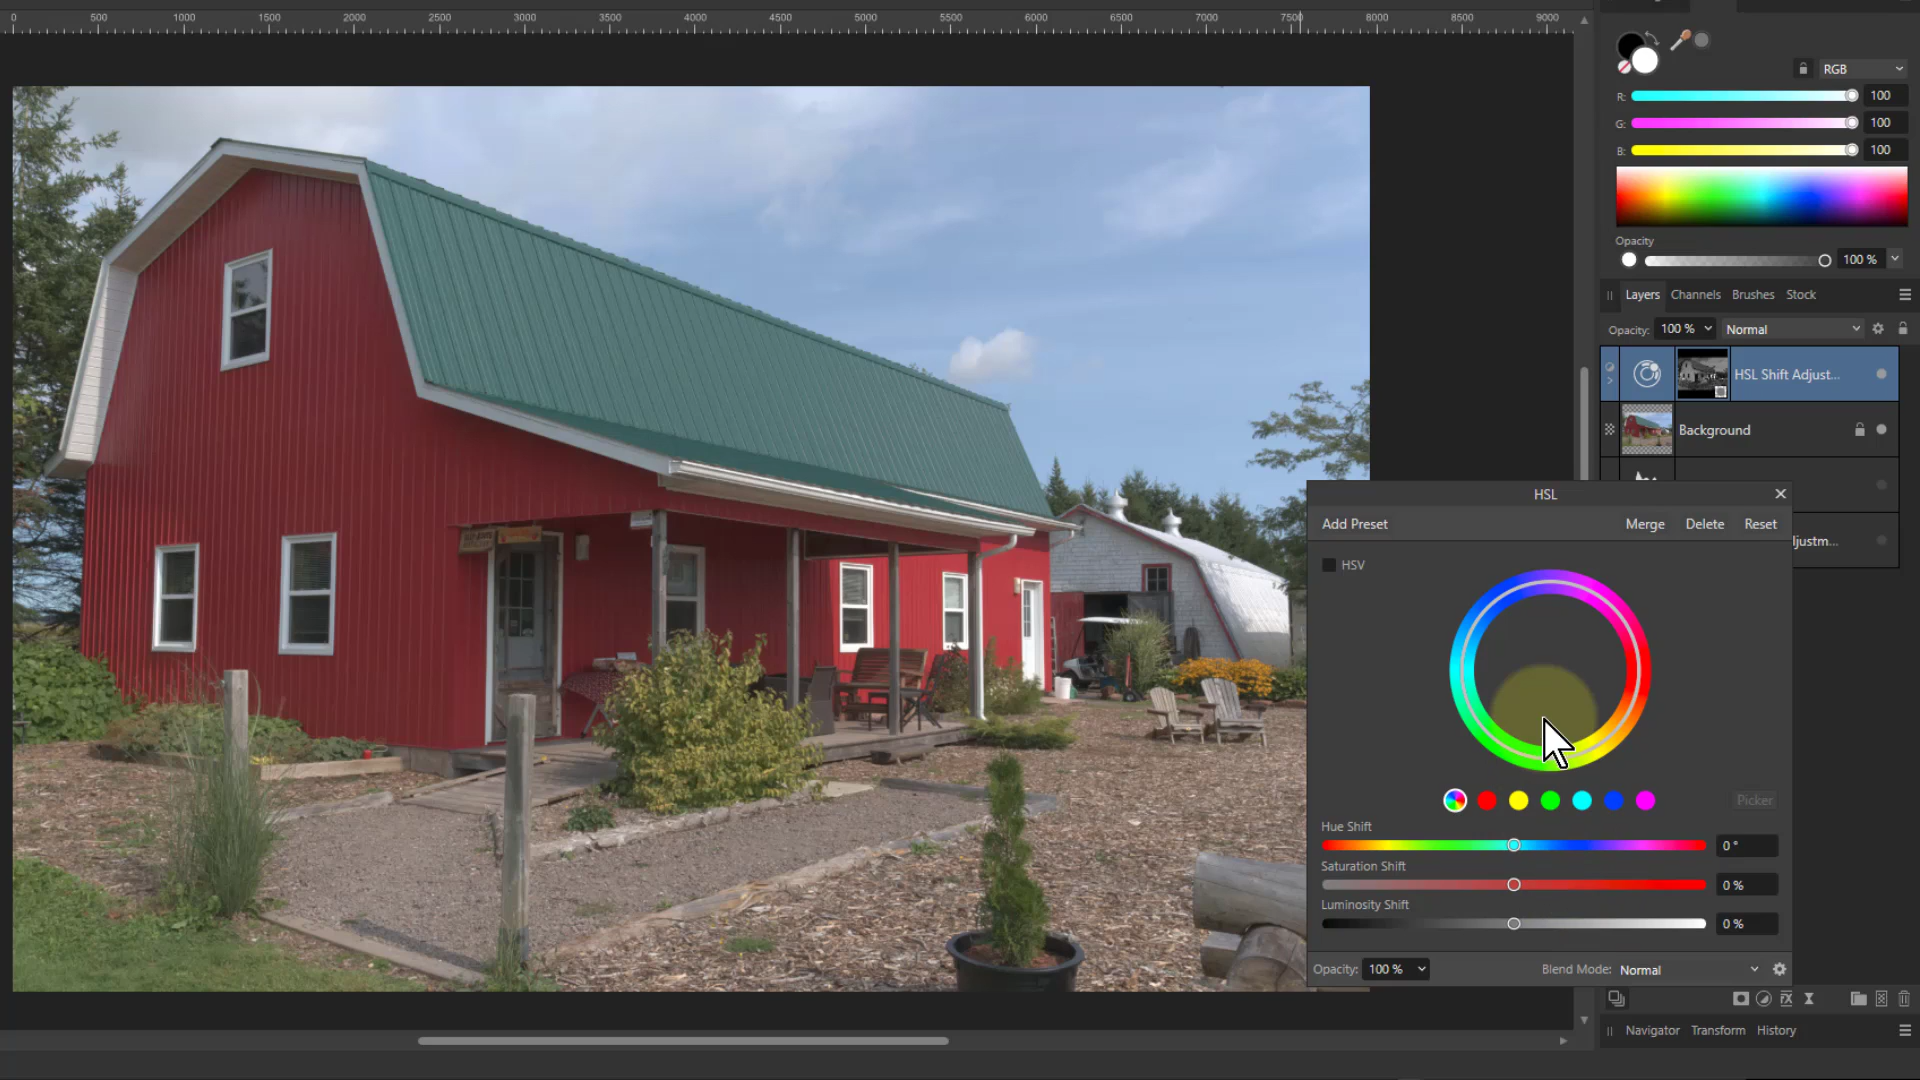 0 500 1000 1500 2000 2500 3000 3500 4000 4500 5000 5500 6000 6500 7000 7500 8000 8500 9000
RGB
R: 100
G: 100
B: 100
Opacity
100 %
Layers Channels Brushes Stock
Opacity: 100 % Normal
HSL Shift Adjust...
Background
HSL
Add Preset Merge Delete Reset
justm...
HSV
Picker
Hue Shift
0 °
Saturation Shift
0 %
Luminosity Shift
0 %
Opacity: 100 % Blend Mode: Normal
Navigator Transform History